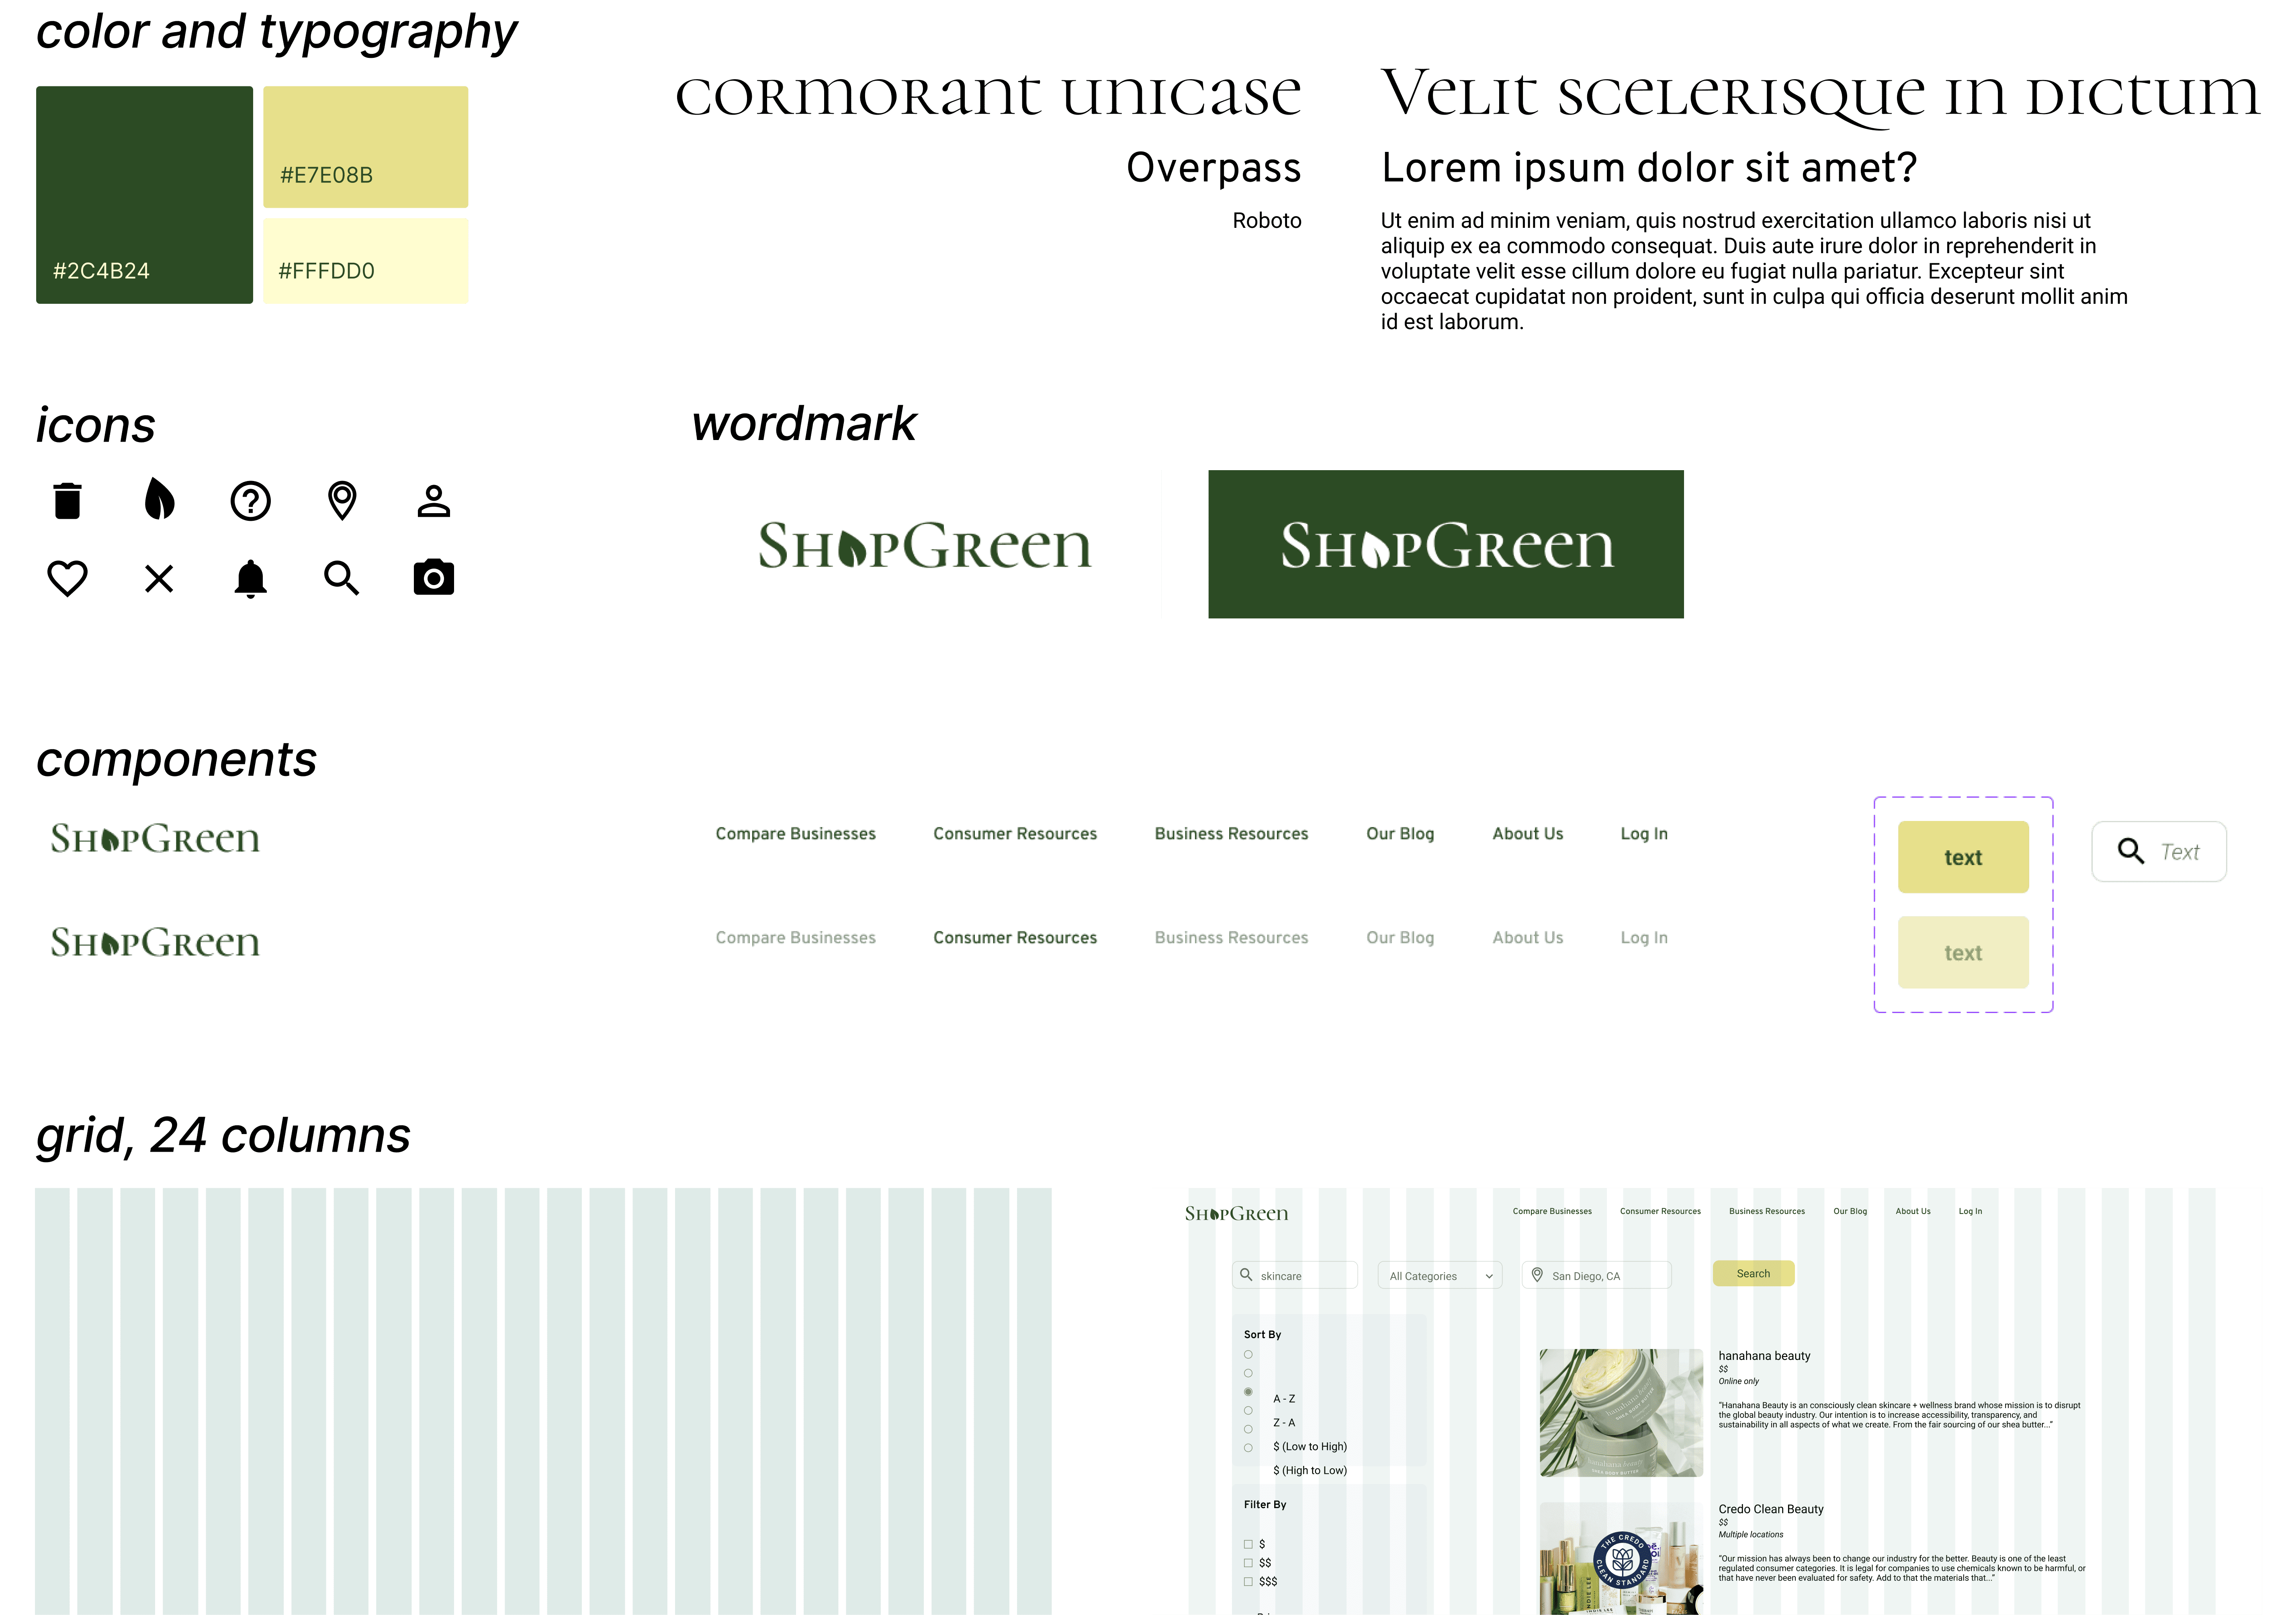 color and typography
#2C4B24
#E7E08B
#FFFDD0
cormorant unicase
Overpass
Roboto
Velit scelerisque in dictum
Lorem ipsum dolor sit amet?
Ut enim ad minim veniam, quis nostrud exercitation ullamco laboris nisi ut
aliquip ex ea commodo consequat. Duis aute irure dolor in reprehenderit in
voluptate velit esse cillum dolore eu fugiat nulla pariatur. Excepteur sint
occaecat cupidatat non proident, sunt in culpa qui officia deserunt mollit anim
id est laborum.
icons
wordmark
ShopGreen
ShopGreen
components
ShopGreen
Compare Businesses Consumer Resources Business Resources Our Blog About Us Log In
ShopGreen
Compare Businesses Consumer Resources Business Resources Our Blog About Us Log In
text
text
Text
grid, 24 columns
ShopGreen
Compare Businesses Consumer Resources Business Resources Our Blog About Us Log In
skincare
All Categories
San Diego, CA
Search
Sort By
A - Z
Z - A
$ (Low to High)
$ (High to Low)
Filter By
$
$$
$$$
hanahana beauty
$$
Online only
"Hanahana Beauty is an consciously clean skincare + wellness brand whose mission is to disrupt
the global beauty industry. Our intention is to increase accessibility, transparency, and
sustainability in all aspects of what we create. From the fair sourcing of our shea butter..."
THE CREDO
CLEAN STANDARD
INDIE LEE
Credo Clean Beauty
$$
Multiple locations
"Our mission has always been to change our industry for the better. Beauty is one of the least
regulated consumer categories. It is legal for companies to use chemicals known to be harmful, or
that have never been evaluated for safety. Add to that the materials that..."